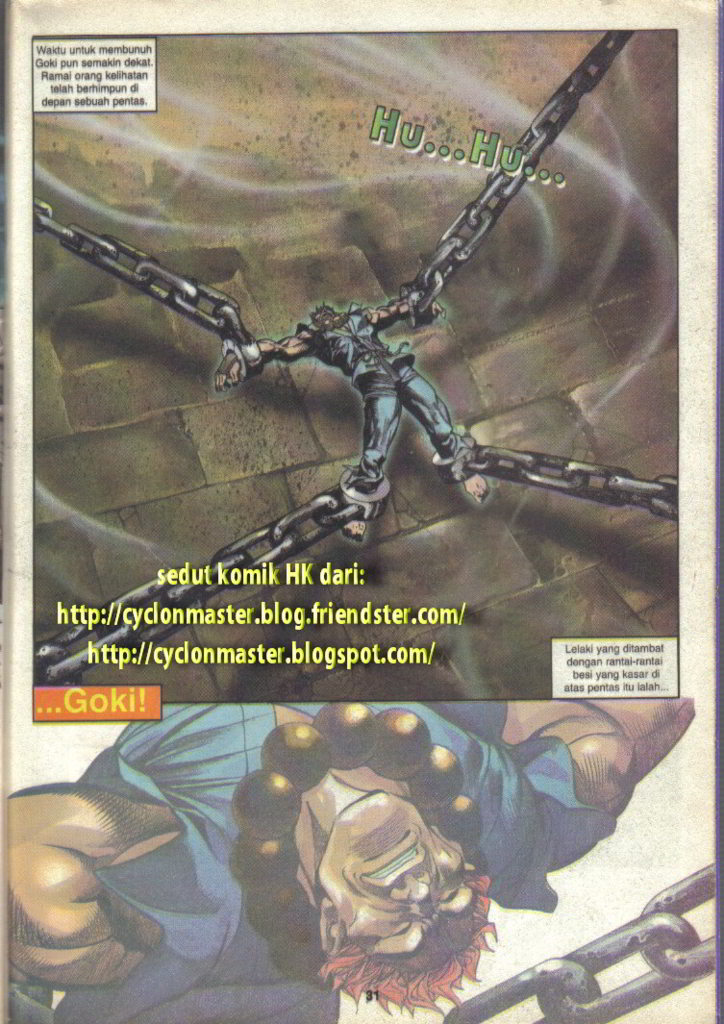 Waktu untuk membunuh
Goki pun semakin dekat.
Ramai orang kelihatan
telah berhimpun di
depan sebuah pentas.
Hu...Hu...
sedut komik HK dari:
http://cyclonmaster.blog.friendster.com/
http://cyclonmaster.blogspot.com/
Lelaki yang ditambat
dengan rantai-rantai
besi yang kasar di
atas pentas itu ialah...
...Goki!
31